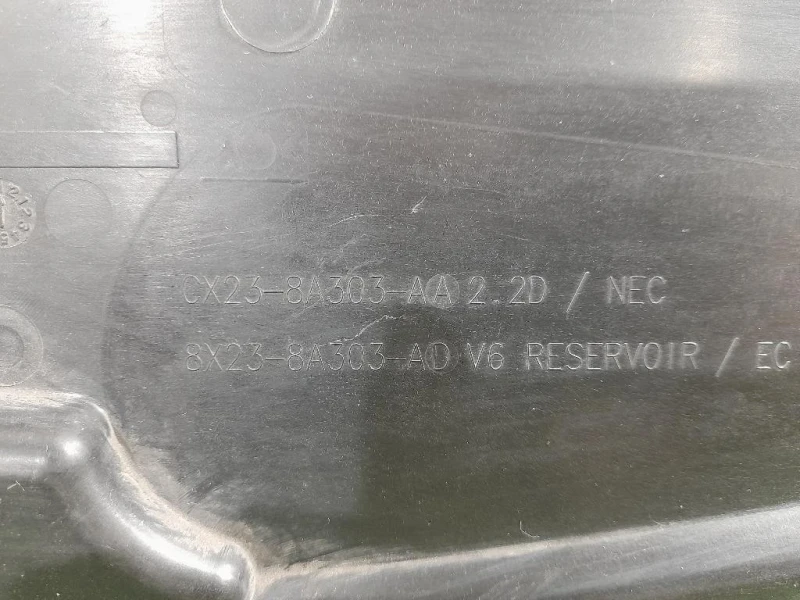 CX23-8A303-AA 2.2D / NEC
8X23-8A303-AD V6 RESERVOIR / EC